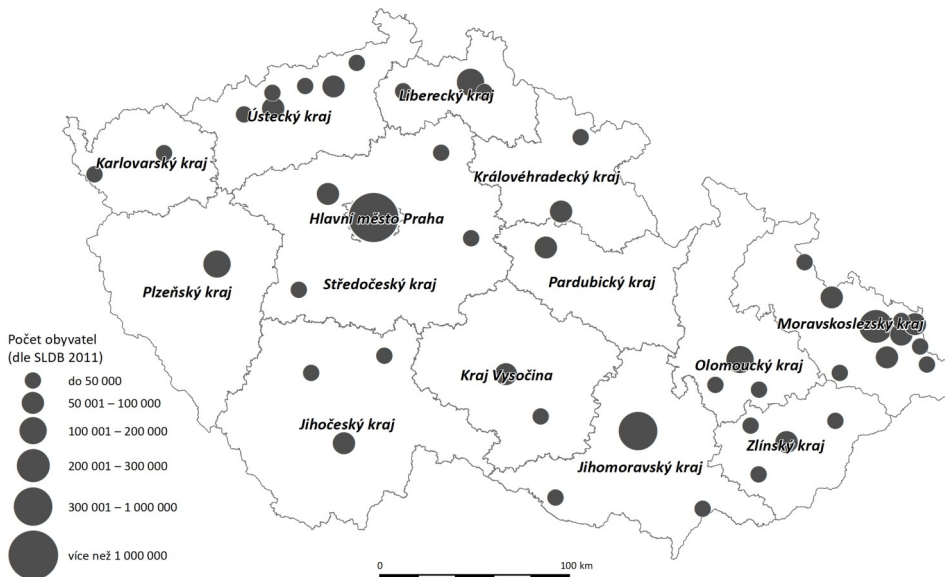 Liberecký kraj
Ústecký kraj
Karlovarský kraj
Královéhradecký kraj
Hlavní město Praha
Středočeský kraj
Pardubický kraj
Plzeňský kraj
Moravskoslezský kraj
Olomoucký kraj
Kraj Vysočina
Jihočeský kraj
Zlínský kraj
Jihomoravský kraj
Počet obyvatel
(dle SLDB 2011)
do 50 000
50 001 – 100 000
100 001 – 200 000
200 001 – 300 000
300 001 – 1 000 000
více než 1 000 000
0 100 km